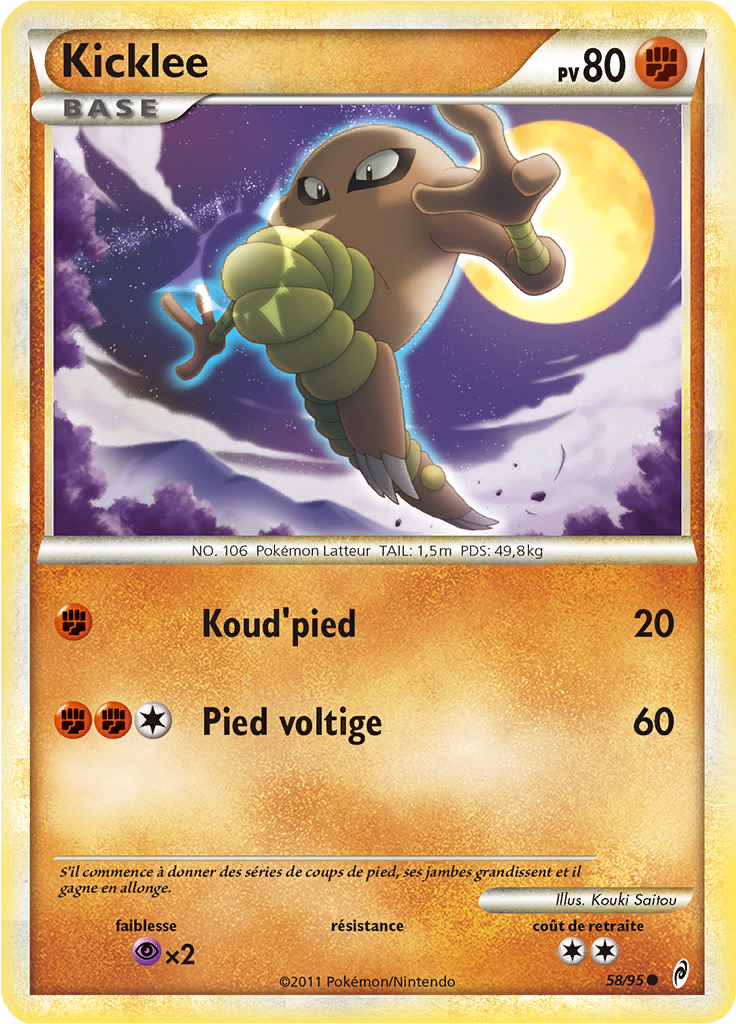 Kicklee
PV 80
BASE
NO. 106 Pokémon Latteur TAIL: 1,5m PDS: 49,8kg
Koud'pied 20
Pied voltige 60
S'il commence à donner des séries de coups de pied, ses jambes grandissent et il
gagne en allonge.
Illus. Kouki Saitou
faiblesse résistance coût de retraite
×2
©2011 Pokémon/Nintendo
58/95